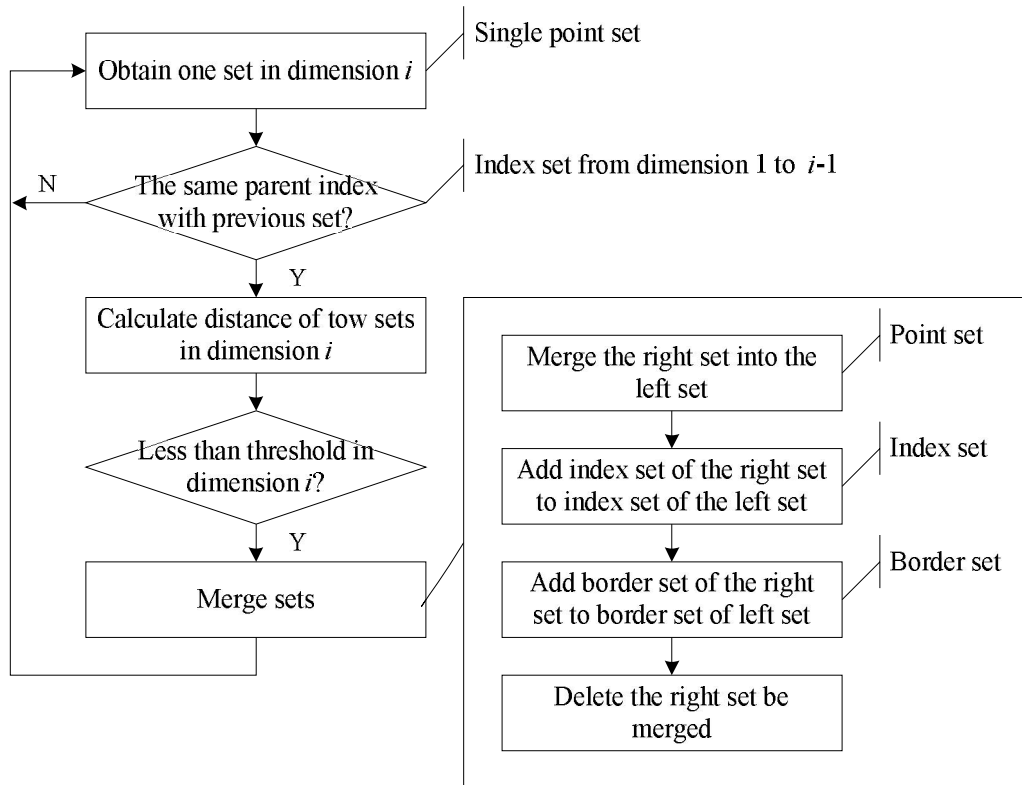 Single point set
Obtain one set in dimension i
Index set from dimension 1 to i-1
N
The same parent index
with previous set?
Y
Calculate distance of tow sets
in dimension i
Less than threshold in
dimension i?
Y
Merge sets
Point set
Merge the right set into the
left set
Index set
Add index set of the right set
to index set of the left set
Border set
Add border set of the right
set to border set of left set
Delete the right set be
merged